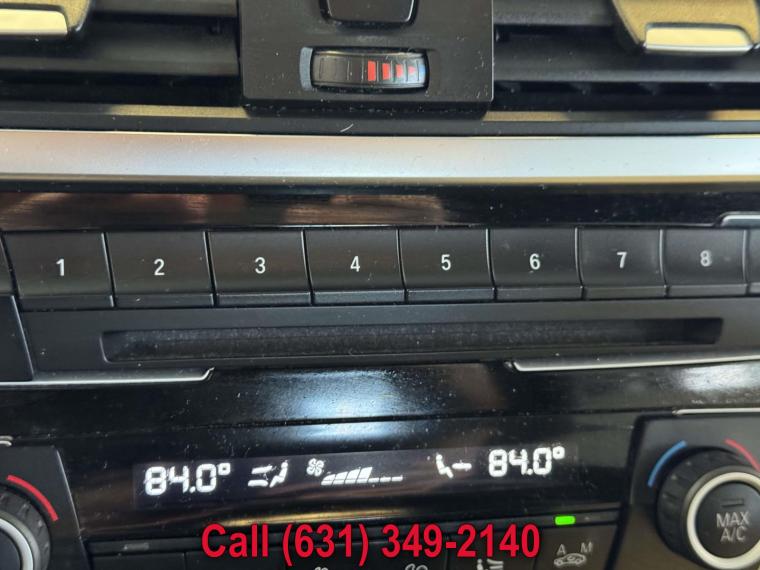 1 2 3 4 5 6 7 8
84.0° 84.0°
MAX
A/C
A M
Call (631) 349-2140